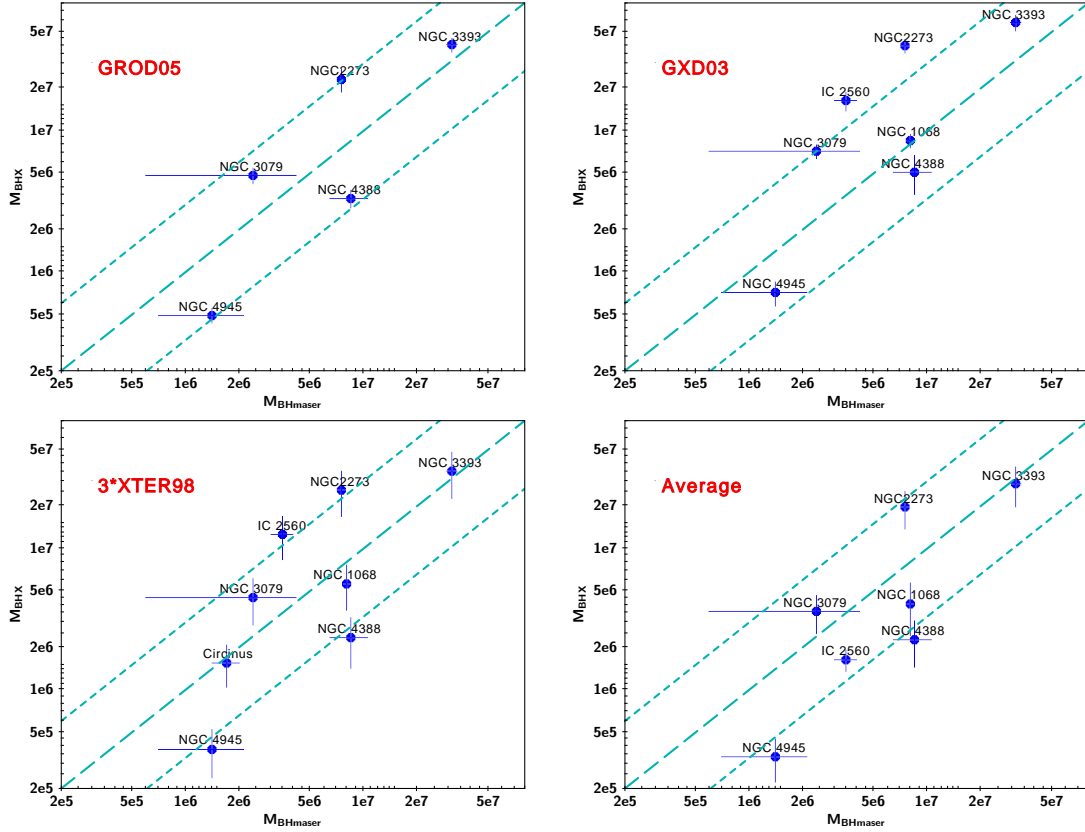 GROD05
M_BHX
5e7
2e7
1e7
5e6
2e6
1e6
5e5
2e5
NGC 3393
NGC2273
NGC 3079
NGC 4388
NGC 4945
2e5 5e5 1e6 2e6 5e6 1e7 2e7 5e7
M_BHmaser
GXD03
M_BHX
5e7
2e7
1e7
5e6
2e6
1e6
5e5
2e5
NGC 3393
NGC2273
IC 2560
NGC 1068
NGC 3079
NGC 4388
NGC 4945
2e5 5e5 1e6 2e6 5e6 1e7 2e7 5e7
M_BHmaser
3*XTER98
M_BHX
5e7
2e7
1e7
5e6
2e6
1e6
5e5
2e5
NGC 3393
NGC2273
IC 2560
NGC 1068
NGC 3079
NGC 4388
Circinus
NGC 4945
2e5 5e5 1e6 2e6 5e6 1e7 2e7 5e7
M_BHmaser
Average
M_BHX
5e7
2e7
1e7
5e6
2e6
1e6
5e5
2e5
NGC 3393
NGC2273
NGC 1068
NGC 3079
NGC 4388
IC 2560
NGC 4945
2e5 5e5 1e6 2e6 5e6 1e7 2e7 5e7
M_BHmaser